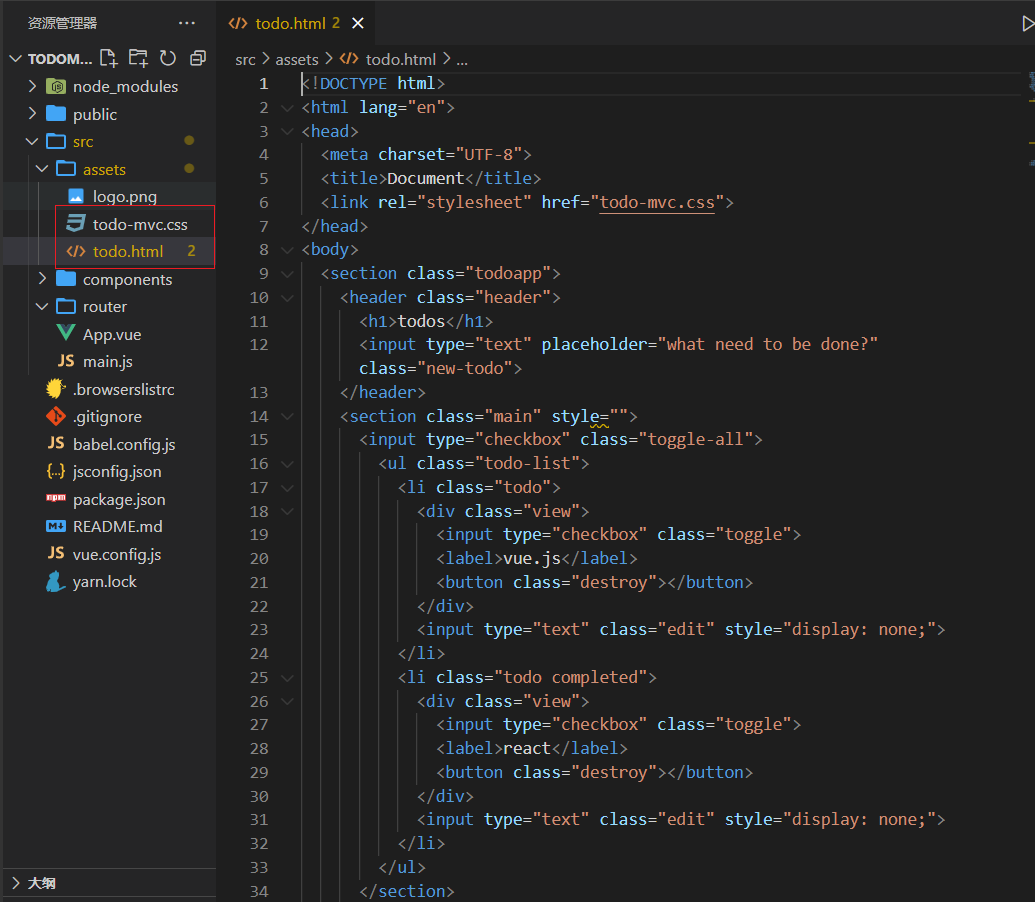 资源管理器 ...
TODOM...
node_modules
public
src
assets
logo.png
todo-mvc.css
todo.html 2
components
router
App.vue
JS main.js
.browserslistrc
.gitignore
JS babel.config.js
{..} jsconfig.json
npm package.json
M README.md
JS vue.config.js
yarn.lock
大纲
</> todo.html 2 ×
src > assets > </> todo.html > ...
1 <!DOCTYPE html>
2 <html lang="en">
3 <head>
4 <meta charset="UTF-8">
5 <title>Document</title>
6 <link rel="stylesheet" href="todo-mvc.css">
7 </head>
8 <body>
9 <section class="todoapp">
10 <header class="header">
11 <h1>todos</h1>
12 <input type="text" placeholder="what need to be done?"
class="new-todo">
13 </header>
14 <section class="main" style="">
15 <input type="checkbox" class="toggle-all">
16 <ul class="todo-list">
17 <li class="todo">
18 <div class="view">
19 <input type="checkbox" class="toggle">
20 <label>vue.js</label>
21 <button class="destroy"></button>
22 </div>
23 <input type="text" class="edit" style="display: none;">
24 </li>
25 <li class="todo completed">
26 <div class="view">
27 <input type="checkbox" class="toggle">
28 <label>react</label>
29 <button class="destroy"></button>
30 </div>
31 <input type="text" class="edit" style="display: none;">
32 </li>
33 </ul>
34 </section>